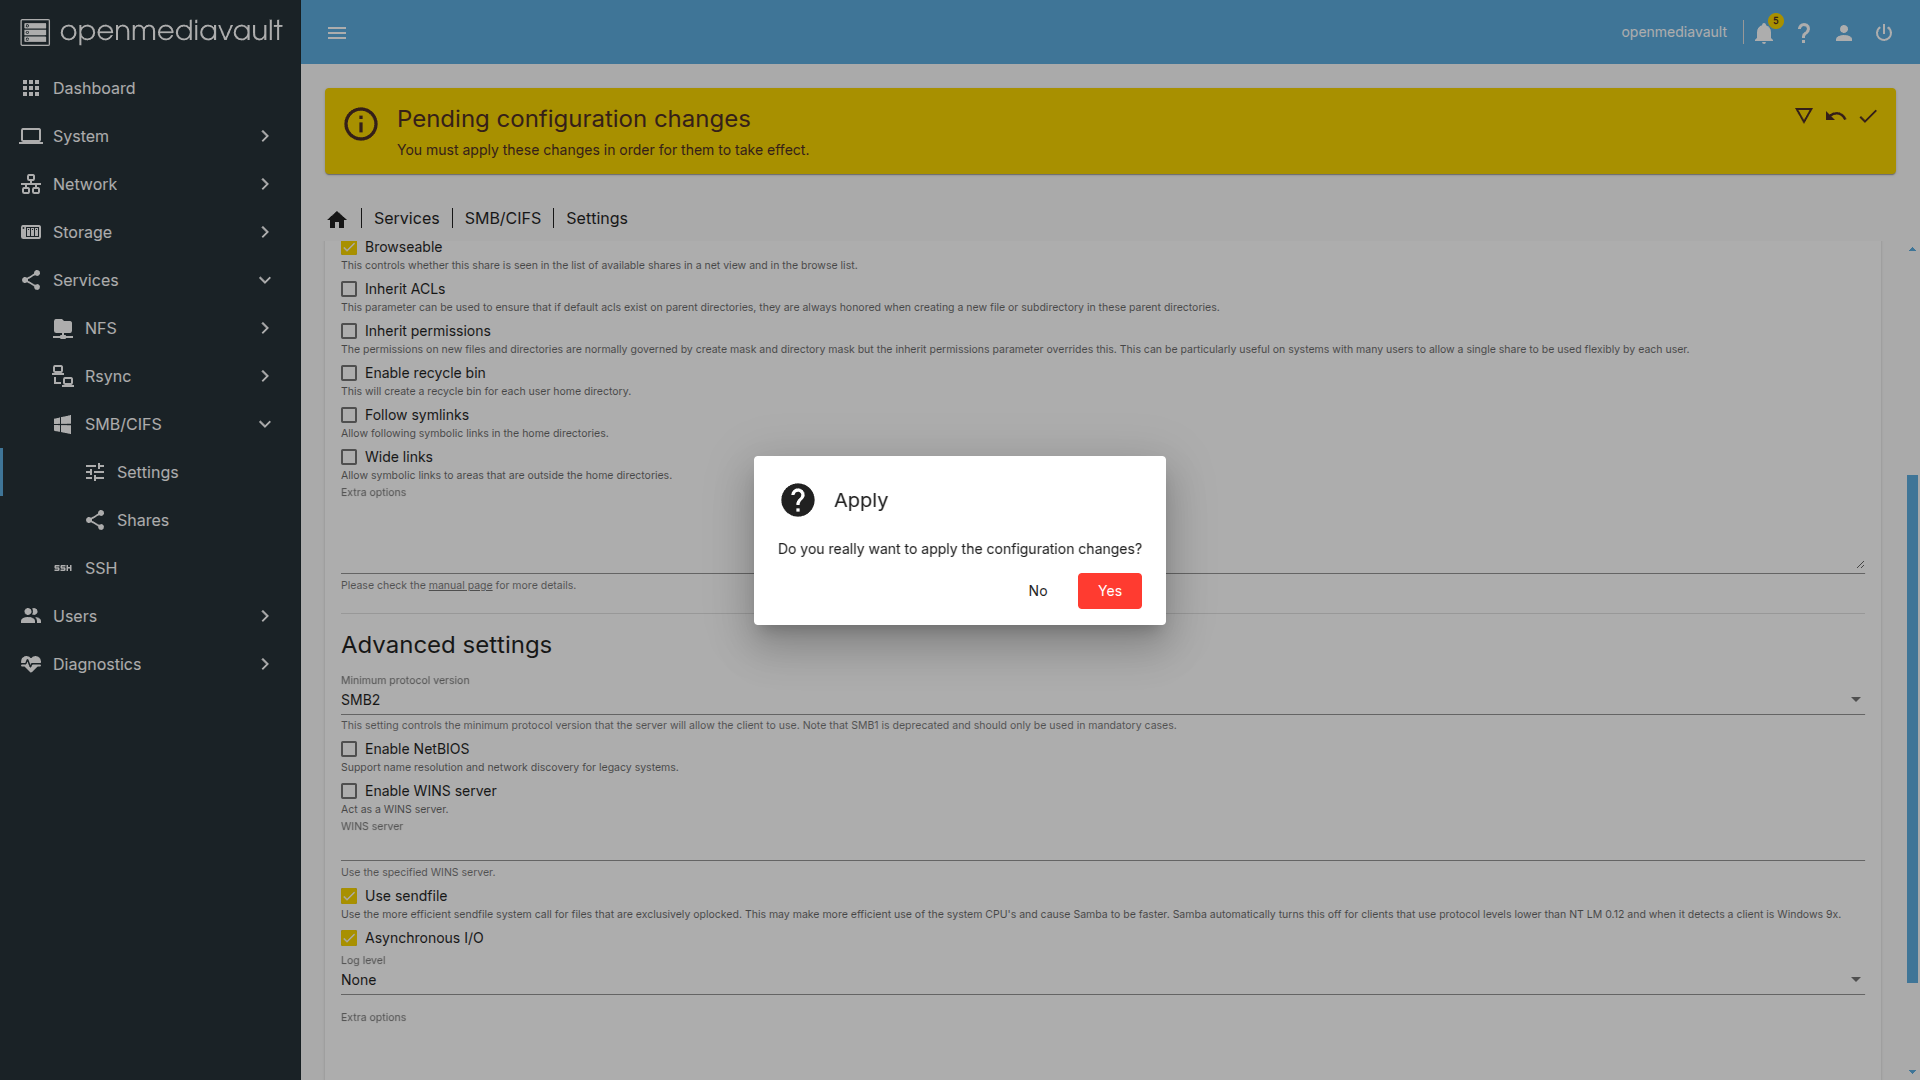 openmediavault
openmediavault
5
Dashboard
System
Network
Storage
Services
NFS
Rsync
SMB/CIFS
Settings
Shares
SSH
SSH
Users
Diagnostics
Pending configuration changes
You must apply these changes in order for them to take effect.
Services
SMB/CIFS
Settings
Browseable
This controls whether this share is seen in the list of available shares in a net view and in the browse list.
Inherit ACLs
This parameter can be used to ensure that if default acls exist on parent directories, they are always honored when creating a new file or subdirectory in these parent directories.
Inherit permissions
The permissions on new files and directories are normally governed by create mask and directory mask but the inherit permissions parameter overrides this. This can be particularly useful on systems with many users to allow a single share to be used flexibly by each user.
Enable recycle bin
This will create a recycle bin for each user home directory.
Follow symlinks
Allow following symbolic links in the home directories.
Wide links
Allow symbolic links to areas that are outside the home directories.
Extra options
Please check the manual page for more details.
Apply
Do you really want to apply the configuration changes?
No
Yes
Advanced settings
Minimum protocol version
SMB2
This setting controls the minimum protocol version that the server will allow the client to use. Note that SMB1 is deprecated and should only be used in mandatory cases.
Enable NetBIOS
Support name resolution and network discovery for legacy systems.
Enable WINS server
Act as a WINS server.
WINS server
Use the specified WINS server.
Use sendfile
Use the more efficient sendfile system call for files that are exclusively oplocked. This may make more efficient use of the system CPU's and cause Samba to be faster. Samba automatically turns this off for clients that use protocol levels lower than NT LM 0.12 and when it detects a client is Windows 9x.
Asynchronous I/O
Log level
None
Extra options